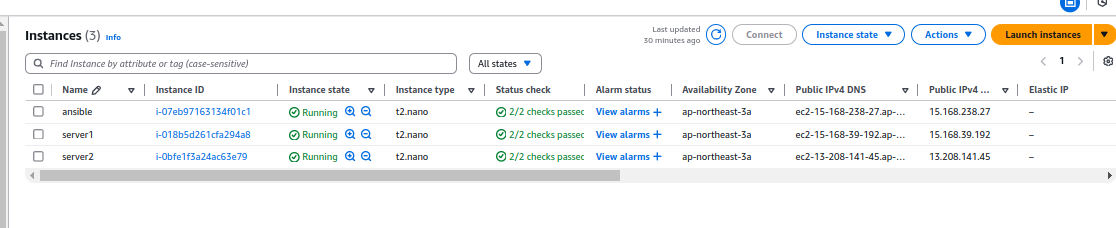 Instances (3) Info
Last updated
30 minutes ago
Connect
Instance state
Actions
Launch instances
Find Instance by attribute or tag (case-sensitive)
All states
1
Name Instance ID Instance state Instance type Status check Alarm status Availability Zone Public IPv4 DNS Public IPv4 ... Elastic IP
ansible i-07eb97163134f01c1 Running t2.nano 2/2 checks passec View alarms + ap-northeast-3a ec2-15-168-238-27.ap-... 15.168.238.27 –
server1 i-018b5d261cfa294a8 Running t2.nano 2/2 checks passec View alarms + ap-northeast-3a ec2-15-168-39-192.ap-... 15.168.39.192 –
server2 i-0bfe1f3a24ac63e79 Running t2.nano 2/2 checks passec View alarms + ap-northeast-3a ec2-13-208-141-45.ap-... 13.208.141.45 –